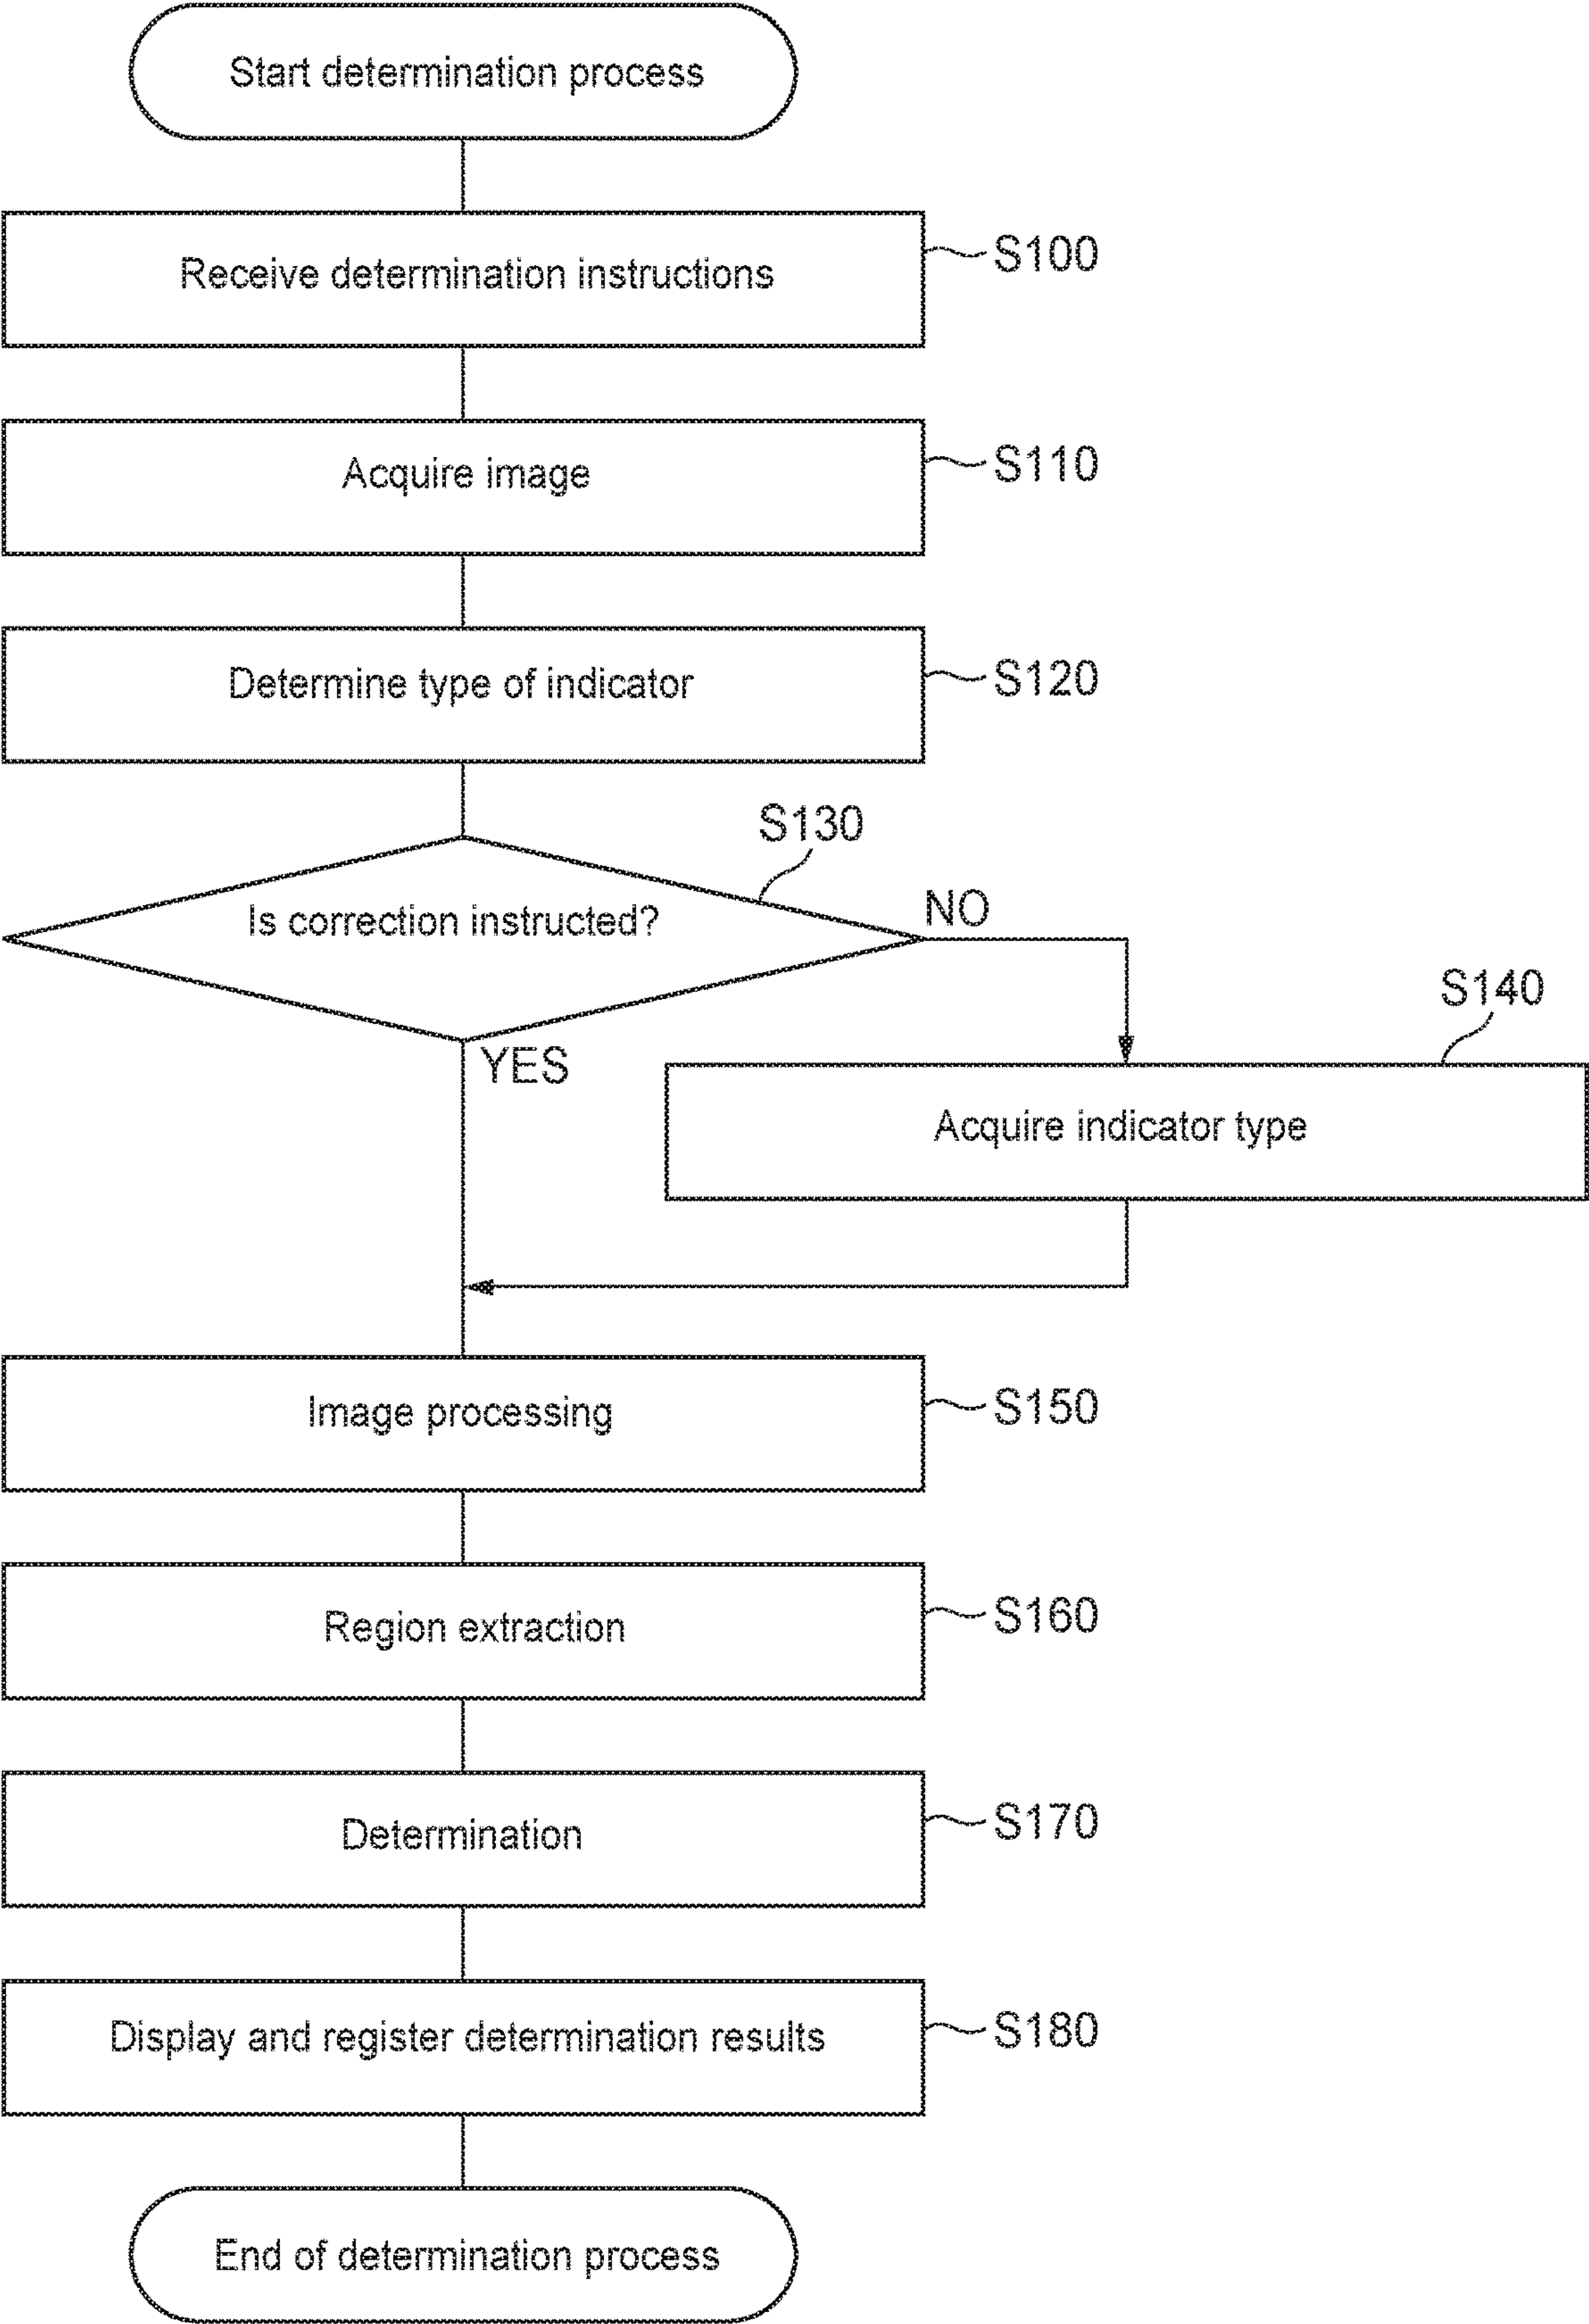 Start determination process
Receive determination instructions
S100
Acquire image
S110
Determine type of indicator
S120
S130
Is correction instructed?
NO
YES
S140
Acquire indicator type
Image processing
S150
Region extraction
S160
Determination
S170
Display and register determination results
S180
End of determination process